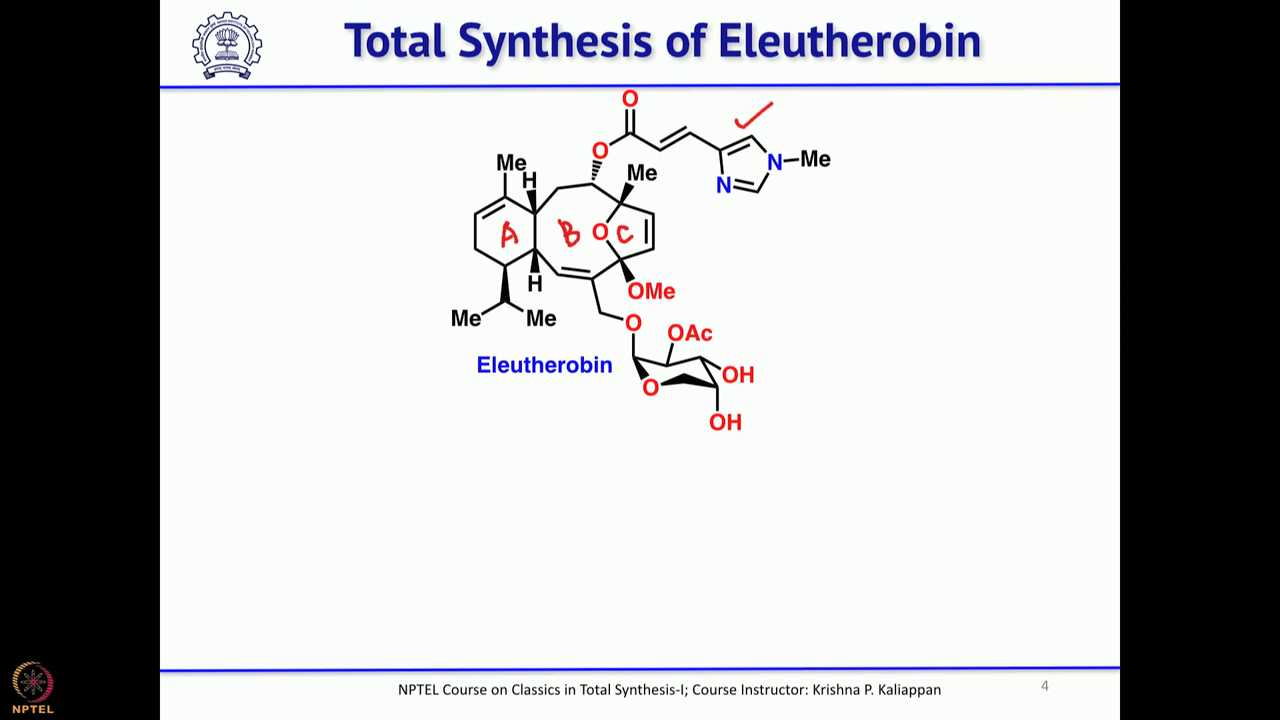 Total Synthesis of Eleutherobin
O
O
Me
N
N-Me
Me
H
A
B
O
C
H
OMe
Me
Me
O
OAc
Eleutherobin
O
OH
OH
NPTEL Course on Classics in Total Synthesis-I; Course Instructor: Krishna P. Kaliappan
4
NPTEL